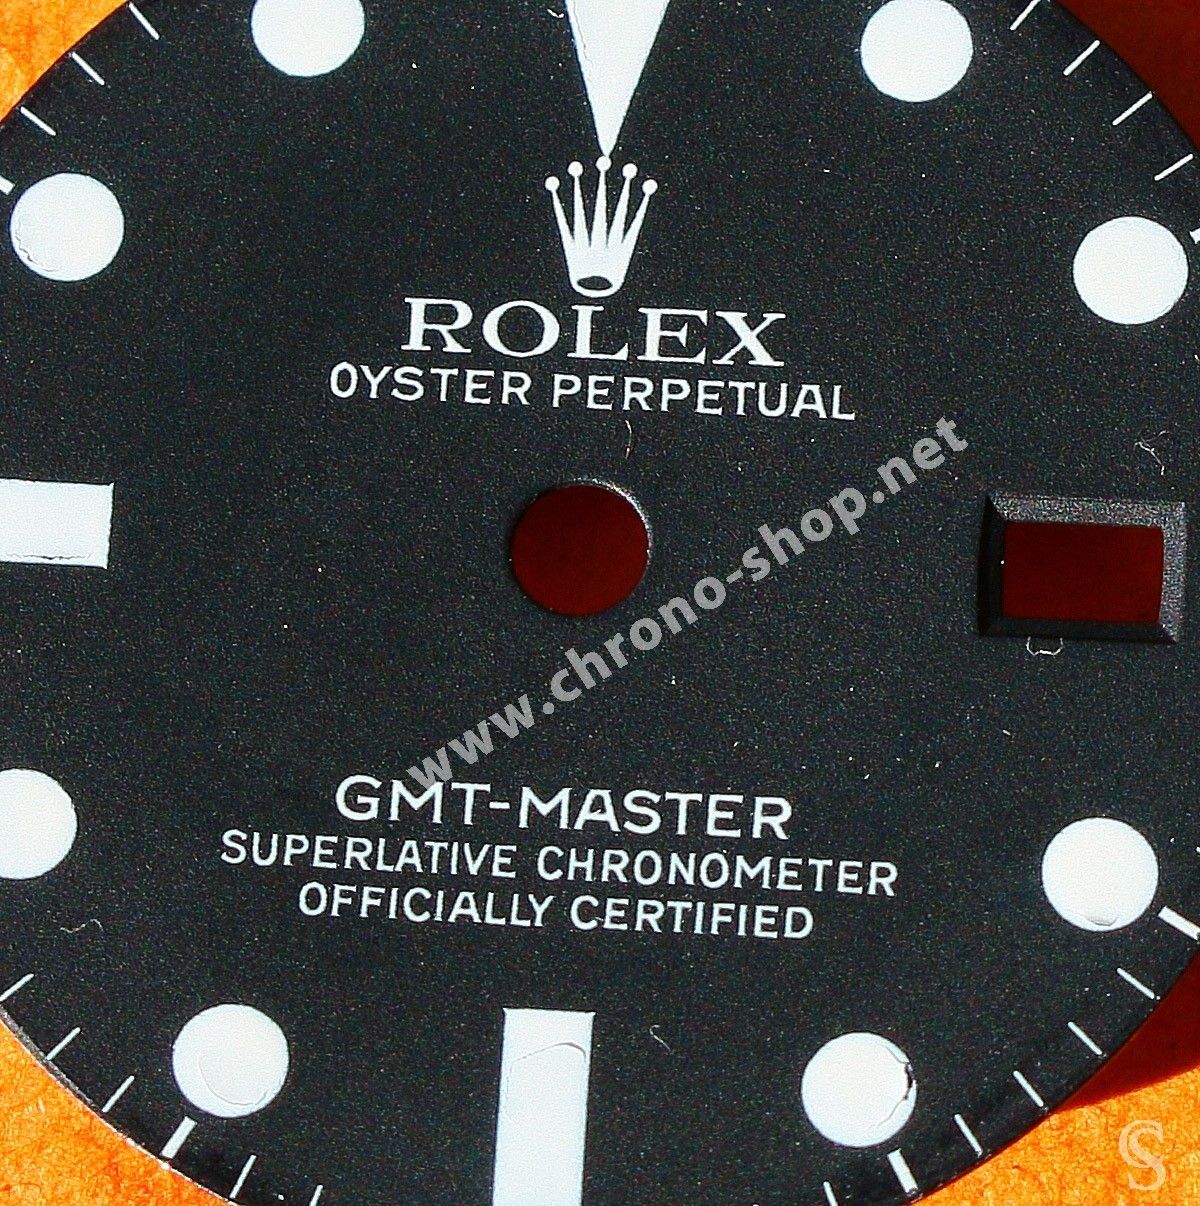 ROLEX
OYSTER PERPETUAL
www.chrono-shop.net
GMT-MASTER
SUPERLATIVE CHRONOMETER
OFFICIALLY CERTIFIED